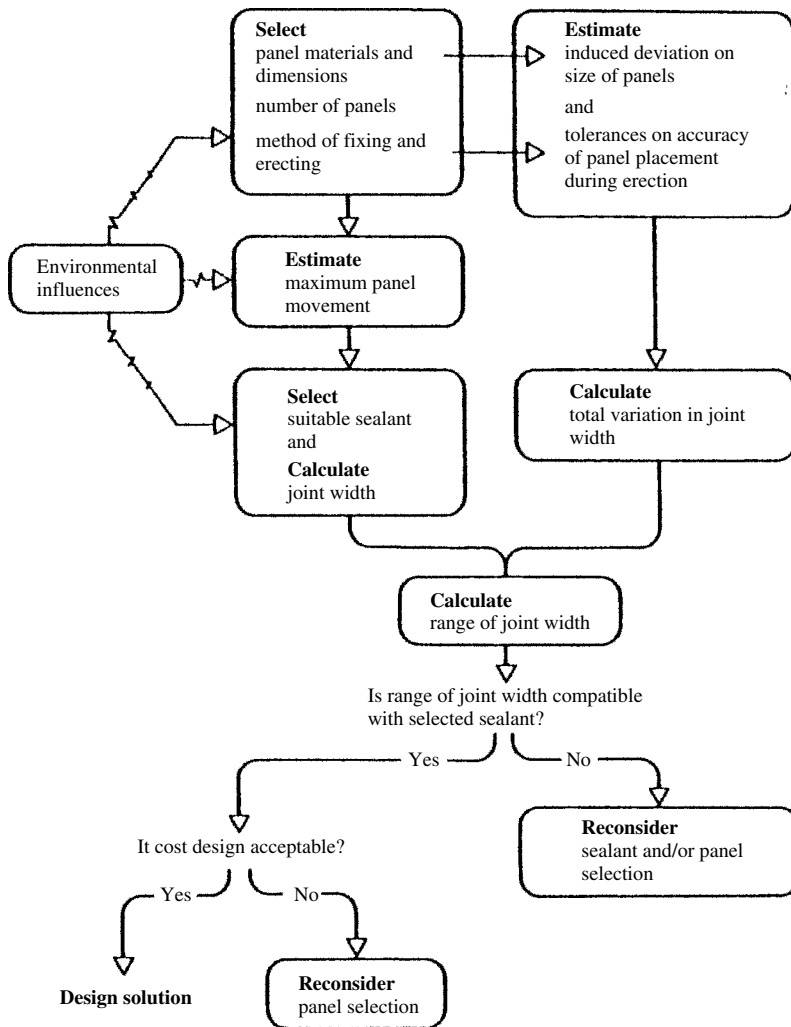 Select
panel materials and
dimensions
number of panels
method of fixing and
erecting
Estimate
induced deviation on
size of panels
and
tolerances on accuracy
of panel placement
during erection
Environmental
influences
Estimate
maximum panel
movement
Select
suitable sealant
and
Calculate
joint width
Calculate
total variation in joint
width
Calculate
range of joint width
Is range of joint width compatible
with selected sealant?
Yes
No
It cost design acceptable?
Reconsider
sealant and/or panel
selection
Yes
No
Design solution
Reconsider
panel selection